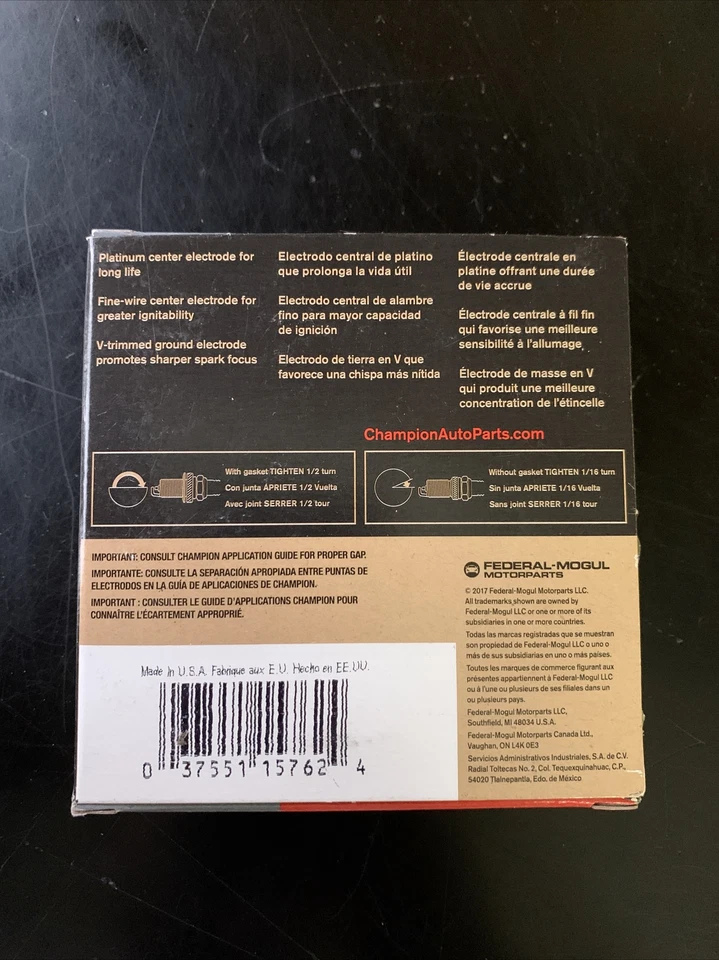 Platinum center electrode for
long life
Fine-wire center electrode for
greater ignitability
V-trimmed ground electrode
promotes sharper spark focus
Electrodo central de platino
que prolonga la vida útil
Electrodo central de alambre
fino para mayor capacidad
de ignición
Electrodo de tierra en V que
favorece una chispa más nítida
Électrode centrale en
platine offrant une durée
de vie accrue
Électrode centrale à fil fin
qui favorise une meilleure
sensibilité à l'allumage
Électrode de masse en V
qui produit une meilleure
concentration de l'étincelle
ChampionAutoParts.com
With gasket TIGHTEN 1/2 turn
Con junta APRIETE 1/2 Vuelta
Avec joint SERRER 1/2 tour
Without gasket TIGHTEN 1/16 turn
Sin junta APRIETE 1/16 Vuelta
Sans joint SERRER 1/16 tour
IMPORTANT: CONSULT CHAMPION APPLICATION GUIDE FOR PROPER GAP.
IMPORTANTE: CONSULTE LA SEPARACIÓN APROPIADA ENTRE PUNTAS DE
ELECTRODOS EN LA GUÍA DE APLICACIONES DE CHAMPION.
IMPORTANT : CONSULTER LE GUIDE D'APPLICATIONS CHAMPION POUR
CONNAÎTRE L'ÉCARTEMENT APPROPRIÉ.
FEDERAL-MOGUL
MOTORPARTS
© 2017 Federal-Mogul Motorparts LLC.
All trademarks shown are owned by
Federal-Mogul LLC or one or more of its
subsidiaries in one or more countries.
Todas las marcas registradas que se muestran
son propiedad de Federal-Mogul LLC o uno o
más de sus subsidiarias en uno o más países.
Toutes les marques de commerce figurant aux
présentes appartiennent à Federal-Mogul LLC
ou à l'une ou plusieurs de ses filiales dans un
ou plusieurs pays.
Federal-Mogul Motorparts LLC,
Southfield, MI 48034 U.S.A.
Federal-Mogul Motorparts Canada Ltd.,
Vaughan, ON L4K 0E3
Servicios Administrativos Industriales, S.A. de C.V.
Radial Toltecas No. 2, Col. Tequexquinahuac, C.P.
54020 Tlalnepantla, Edo. de México
Made In U.S.A. Fabrique aux E.U. Hecho en EE.UU.
0 37551 15762 4